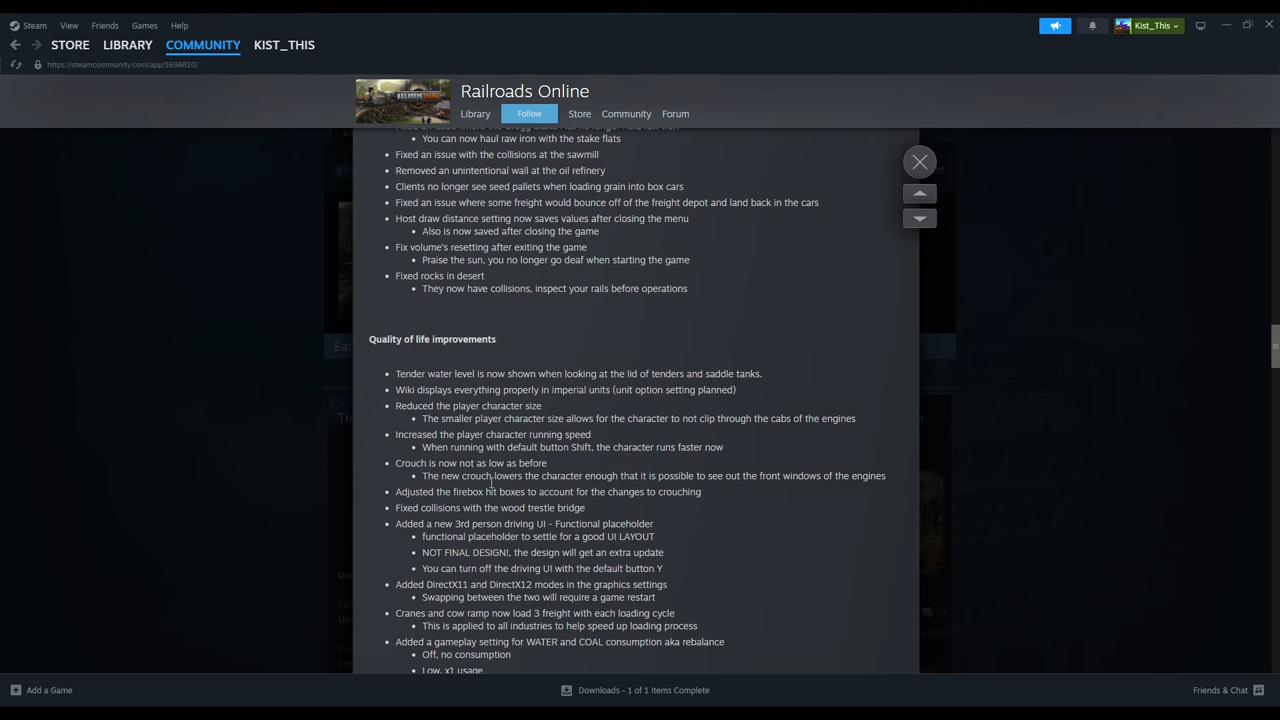 Steam View Friends Games Help
Kist_This
STORE LIBRARY COMMUNITY KIST_THIS
https://steamcommunity.com/app/1696810/
Railroads Online
Library Follow Store Community Forum
You can now haul raw iron with the stake flats
Fixed an issue with the collisions at the sawmill
Removed an unintentional wall at the oil refinery
Clients no longer see seed pallets when loading grain into box cars
Fixed an issue where some freight would bounce off of the freight depot and land back in the cars
Host draw distance setting now saves values after closing the menu
Also is now saved after closing the game
Fix volume's resetting after exiting the game
Praise the sun, you no longer go deaf when starting the game
Fixed rocks in desert
They now have collisions, inspect your rails before operations
Quality of life improvements
Tender water level is now shown when looking at the lid of tenders and saddle tanks.
Wiki displays everything properly in imperial units (unit option setting planned)
Reduced the player character size
The smaller player character size allows for the character to not clip through the cabs of the engines
Increased the player character running speed
When running with default button Shift, the character runs faster now
Crouch is now not as low as before
The new crouch lowers the character enough that it is possible to see out the front windows of the engines
Adjusted the firebox hit boxes to account for the changes to crouching
Fixed collisions with the wood trestle bridge
Added a new 3rd person driving UI - Functional placeholder
functional placeholder to settle for a good UI LAYOUT
NOT FINAL DESIGN!, the design will get an extra update
You can turn off the driving UI with the default button Y
Added DirectX11 and DirectX12 modes in the graphics settings
Swapping between the two will require a game restart
Cranes and cow ramp now load 3 freight with each loading cycle
This is applied to all industries to help speed up loading process
Added a gameplay setting for WATER and COAL consumption aka rebalance
Off, no consumption
Low, x1 usage
Add a Game Downloads - 1 of 1 Items Complete Friends & Chat